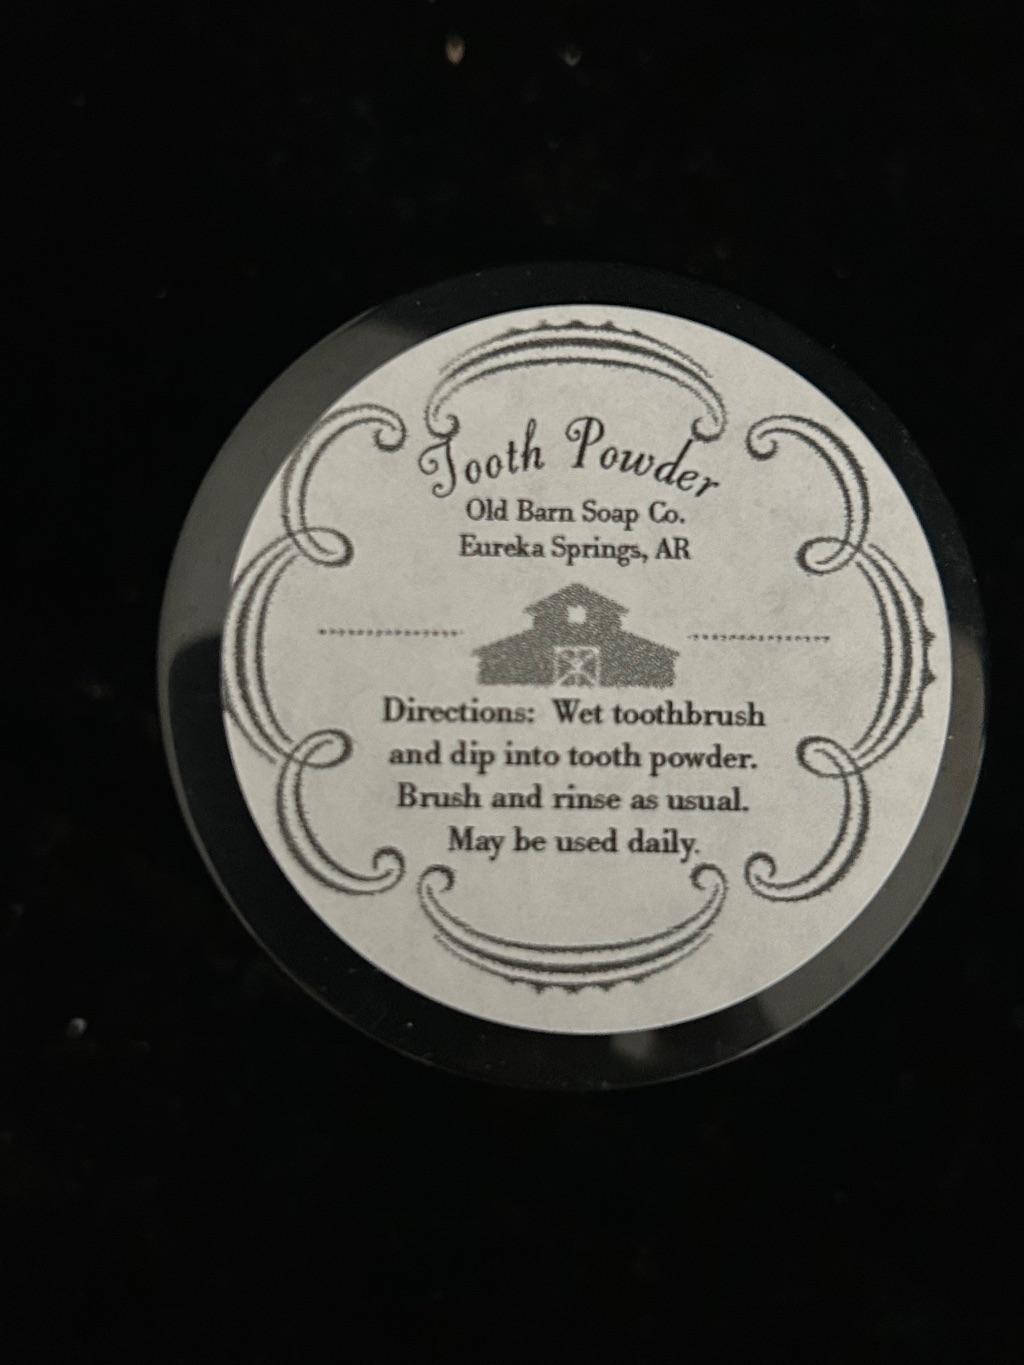 Tooth Powder
Old Barn Soap Co.
Eureka Springs, AR
Directions: Wet toothbrush
and dip into tooth powder.
Brush and rinse as usual.
May be used daily.